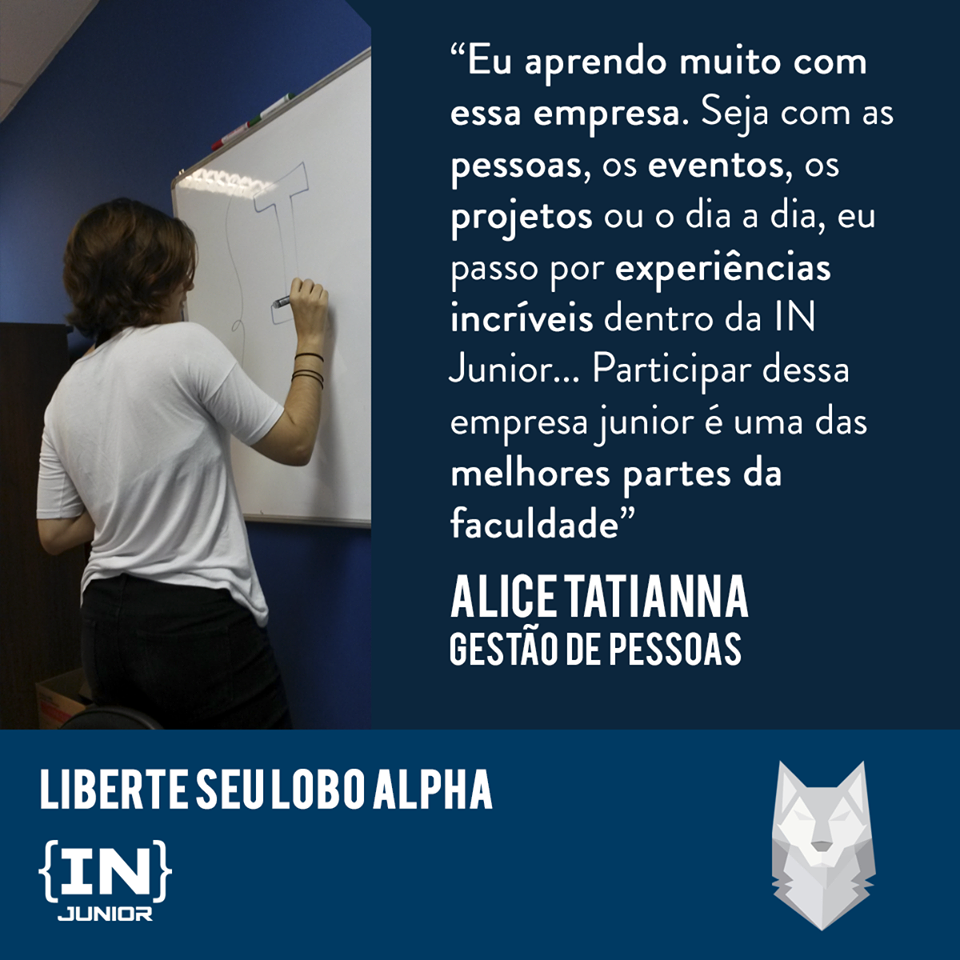 “Eu aprendo muito com
essa empresa. Seja com as
pessoas, os eventos, os
projetos ou o dia a dia, eu
passo por experiências
incríveis dentro da IN
Junior... Participar dessa
empresa junior é uma das
melhores partes da
faculdade”
ALICE TATIANNA
GESTÃO DE PESSOAS
LIBERTE SEU LOBO ALPHA
{IN}
JUNIOR